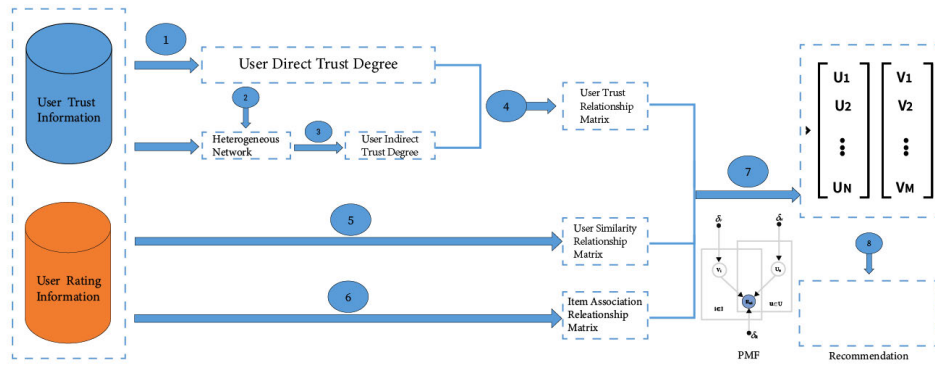 1
User Direct Trust Degree
User Trust
Information
2
3
Heterogeneous
Network
User Indirect
Trust Degree
4
User Trust
Relationship
Matrix
U1
U2
UN
V1
V2
VM
7
5
User Similarity
Relationship
Matrix
User Rating
Information
6
Item Association
Releationship
Matrix
8
i∈I
u∈U
PMF
Recommendation